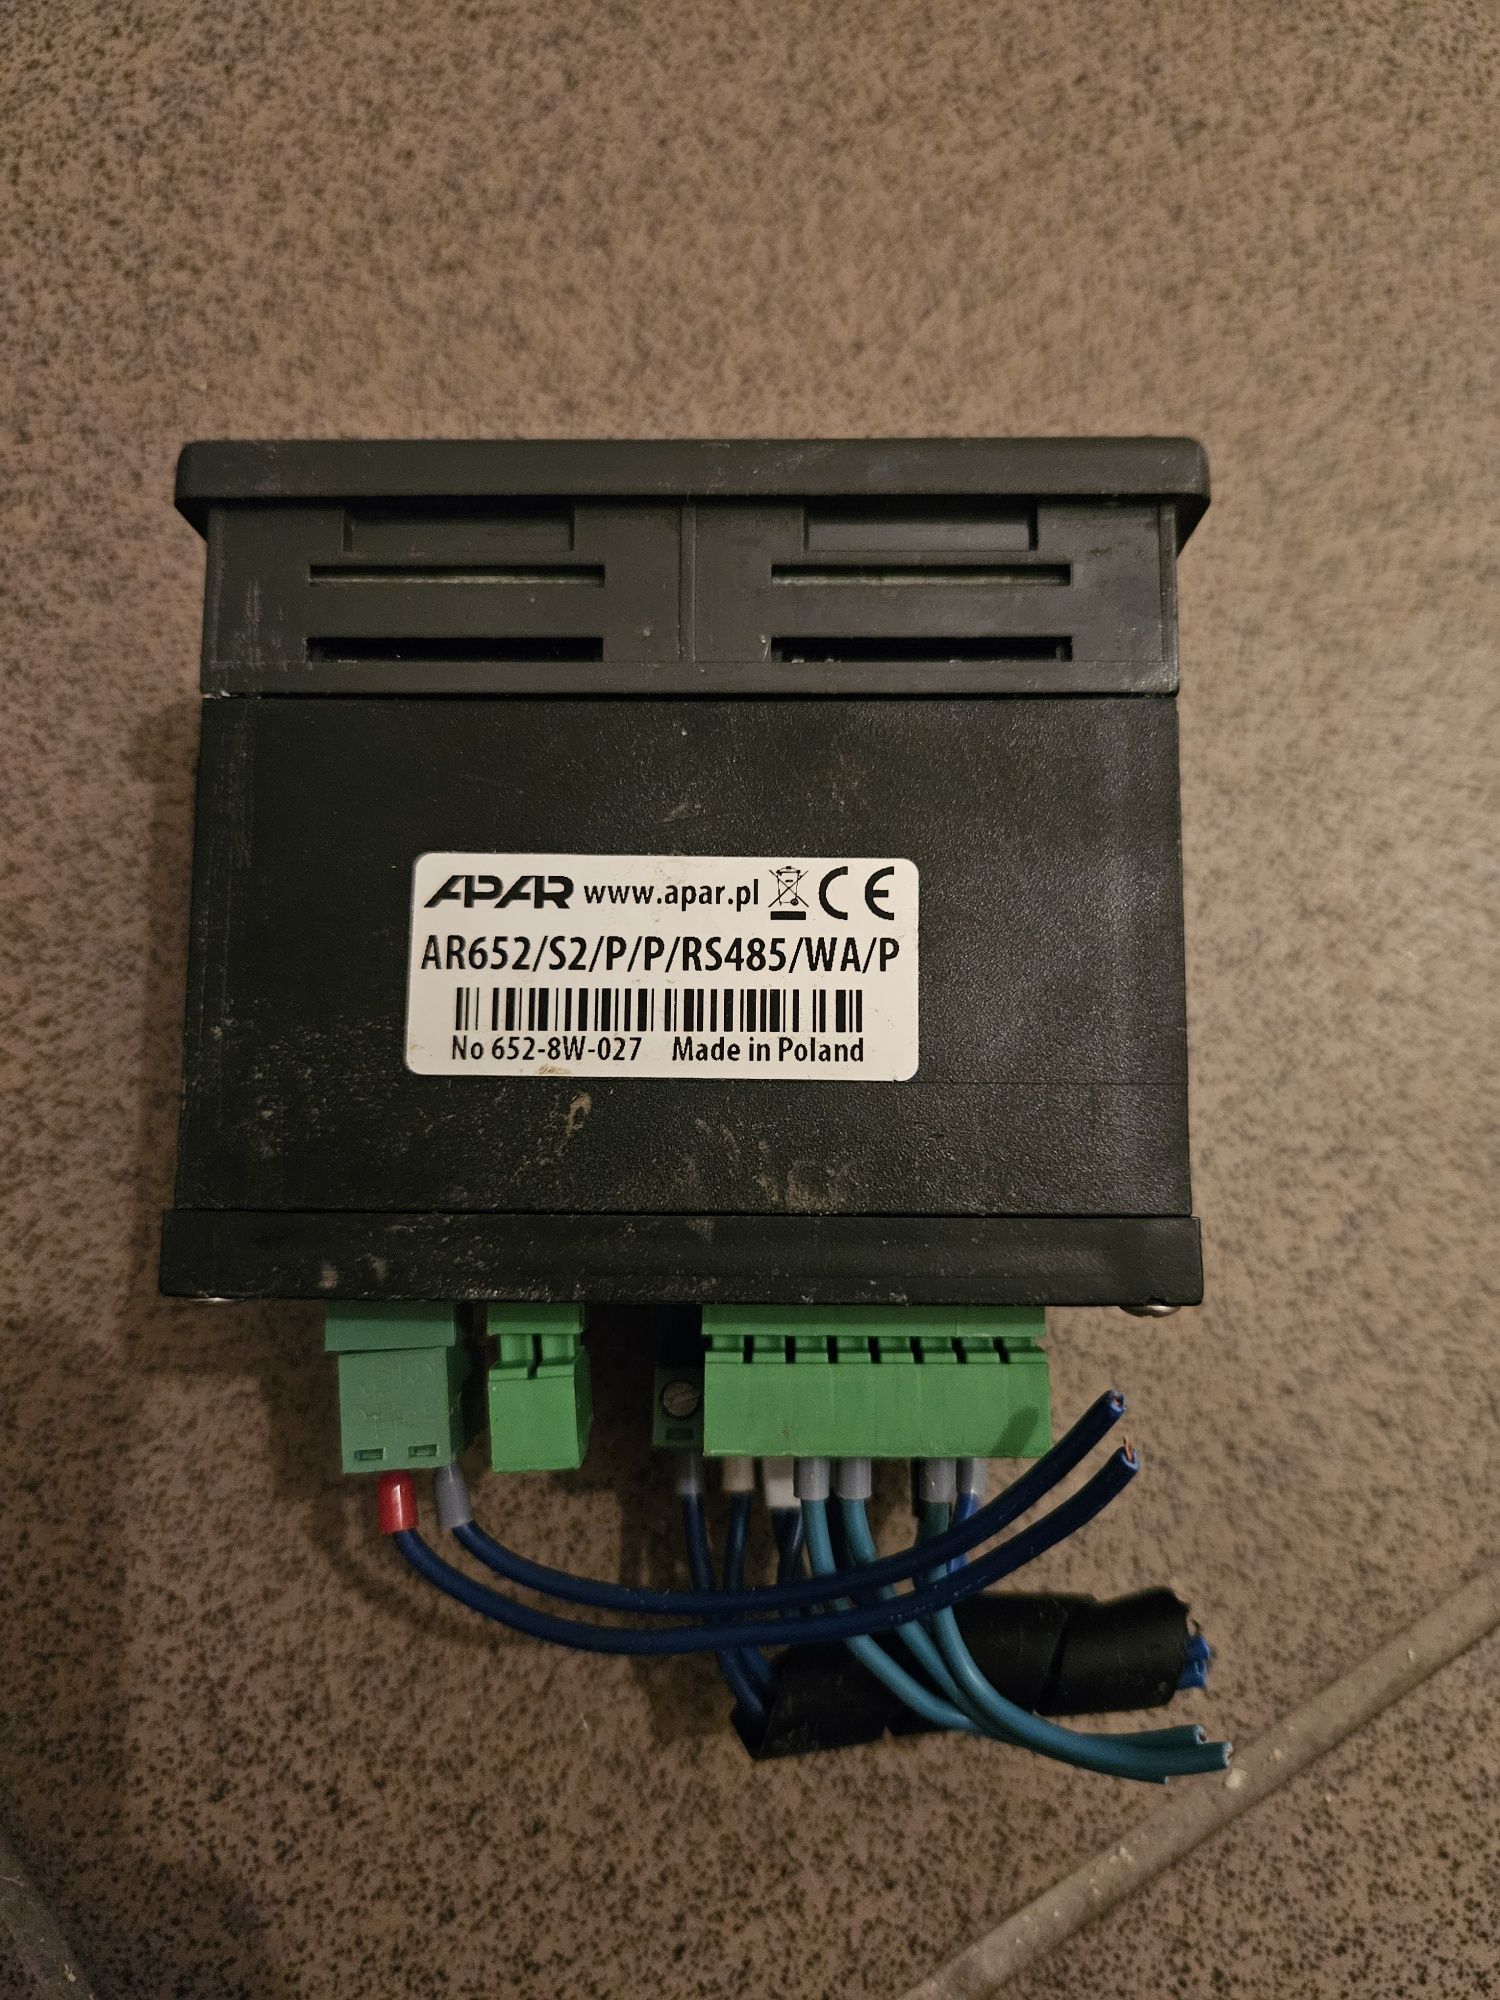 APAR www.apar.pl CE
AR652/S2/P/P/RS485/WA/P
No 652-8W-027 Made in Poland